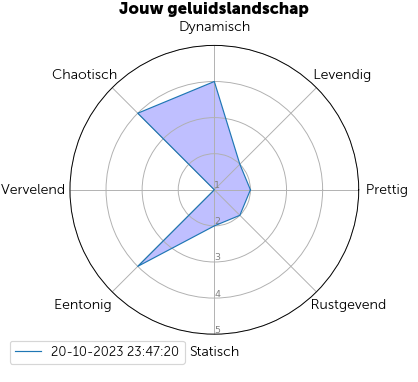 Jouw geluidslandschap
Dynamisch
Chaotisch
Levendig
Vervelend
1
Prettig
2
3
4
Eentonig
Rustgevend
5
20-10-2023 23:47:20
Statisch